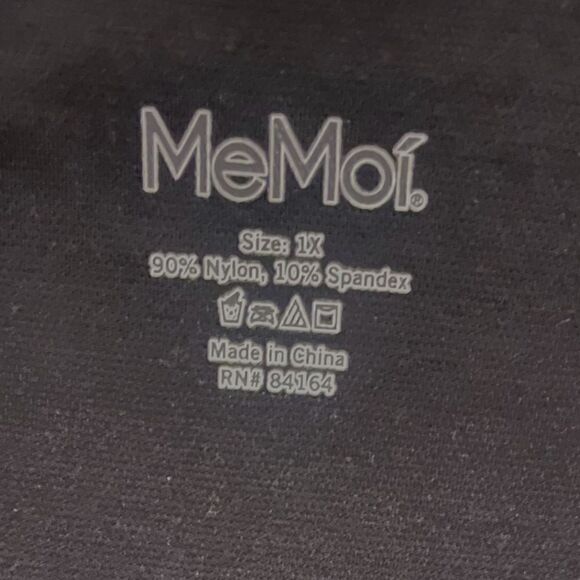 MeMoí®
Size: 1X
90% Nylon, 10% Spandex
Made in China
RN# 84164